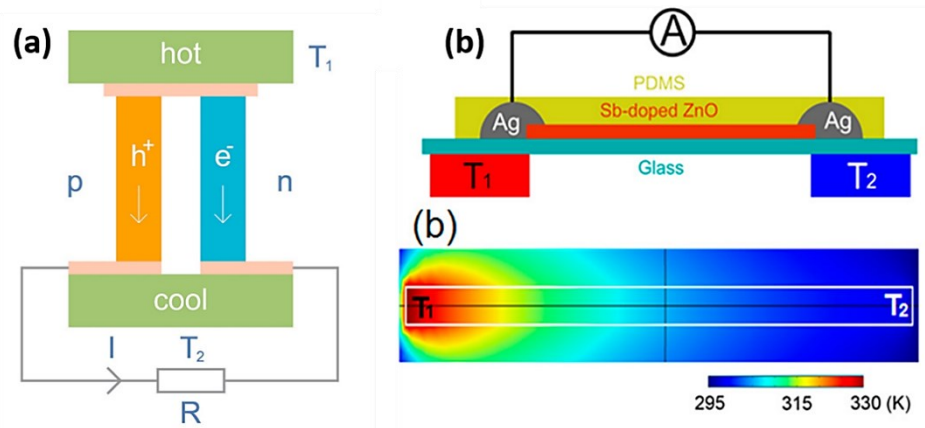 (a)
hot
T₁
h⁺
e⁻
p
n
cool
I
T₂
R
(b)
A
PDMS
Sb-doped ZnO
Ag
Ag
Glass
T₁
T₂
(b)
T₁
T₂
295
315
330 (K)